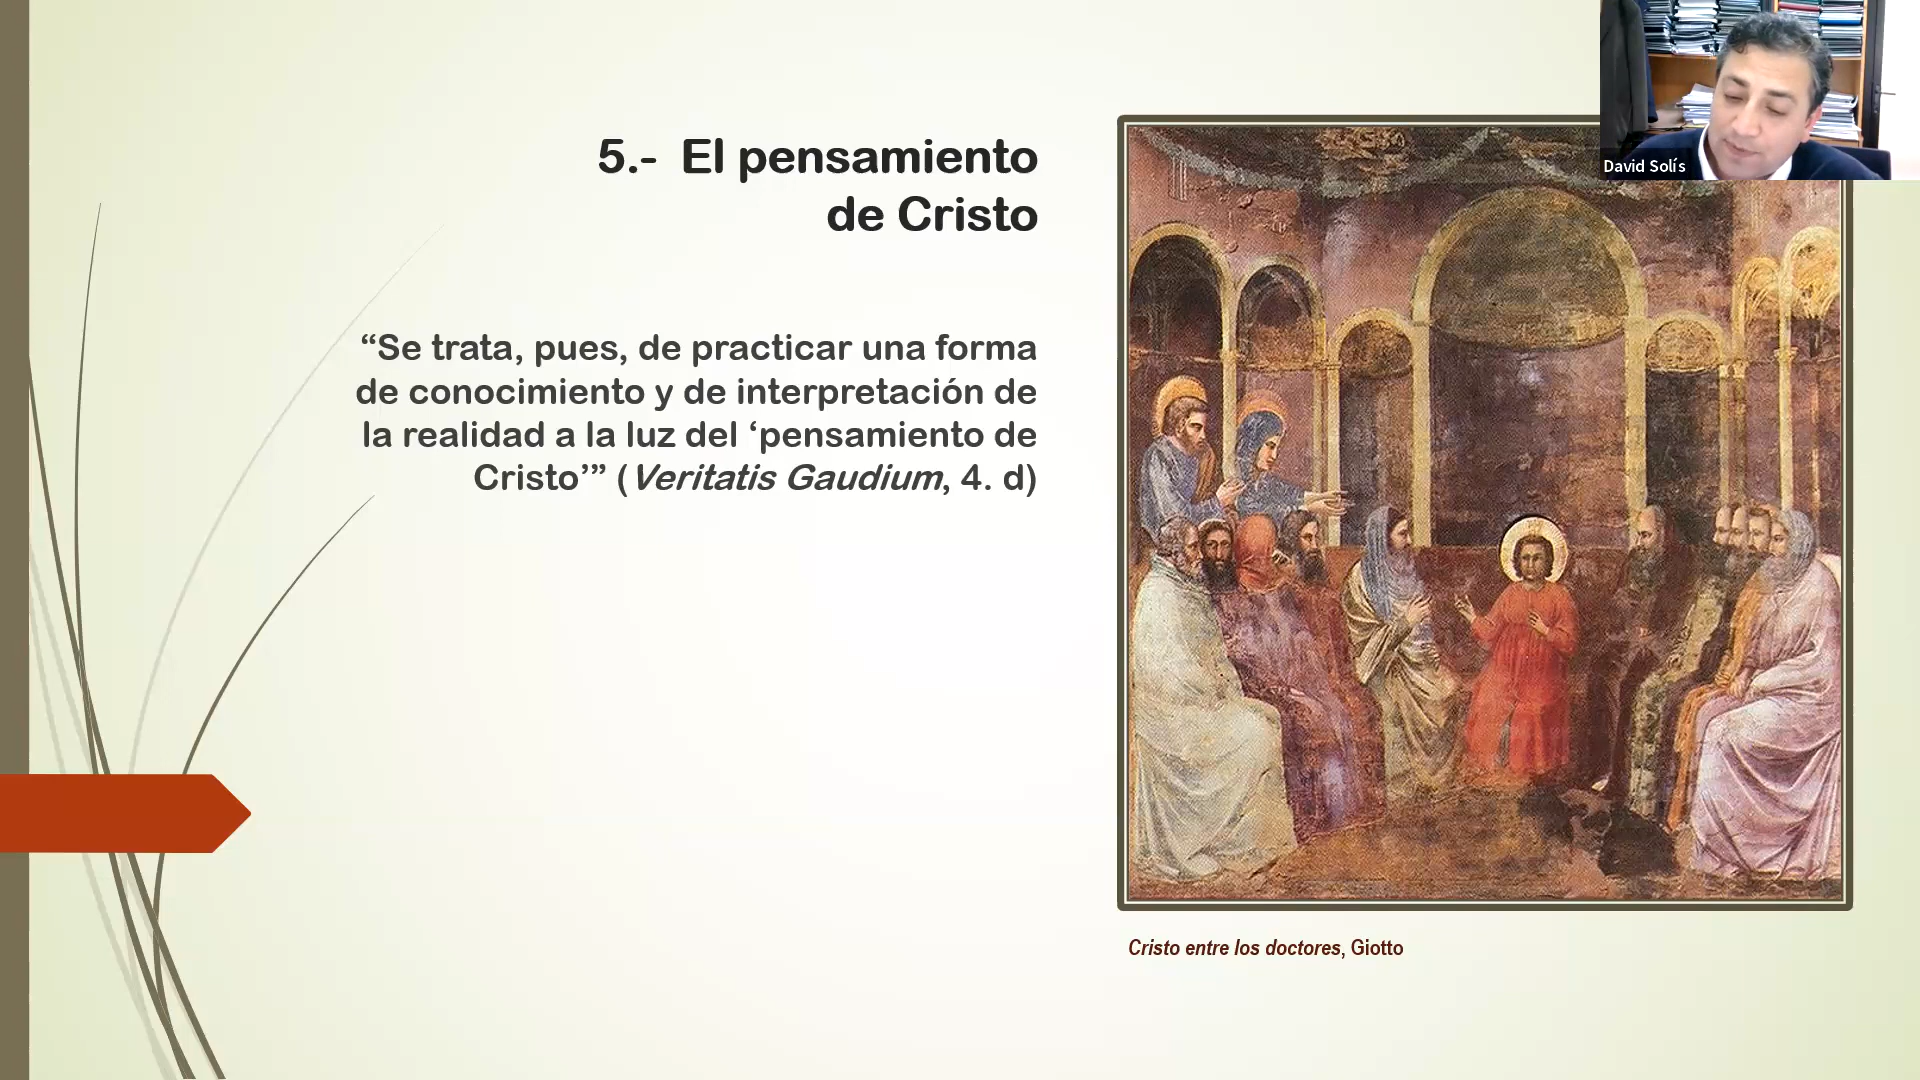 5.-  El pensamiento
de Cristo
“Se trata, pues, de practicar una forma
de conocimiento y de interpretación de
la realidad a la luz del ‘pensamiento de
Cristo’” (Veritatis Gaudium, 4. d)
David Solís
Cristo entre los doctores, Giotto